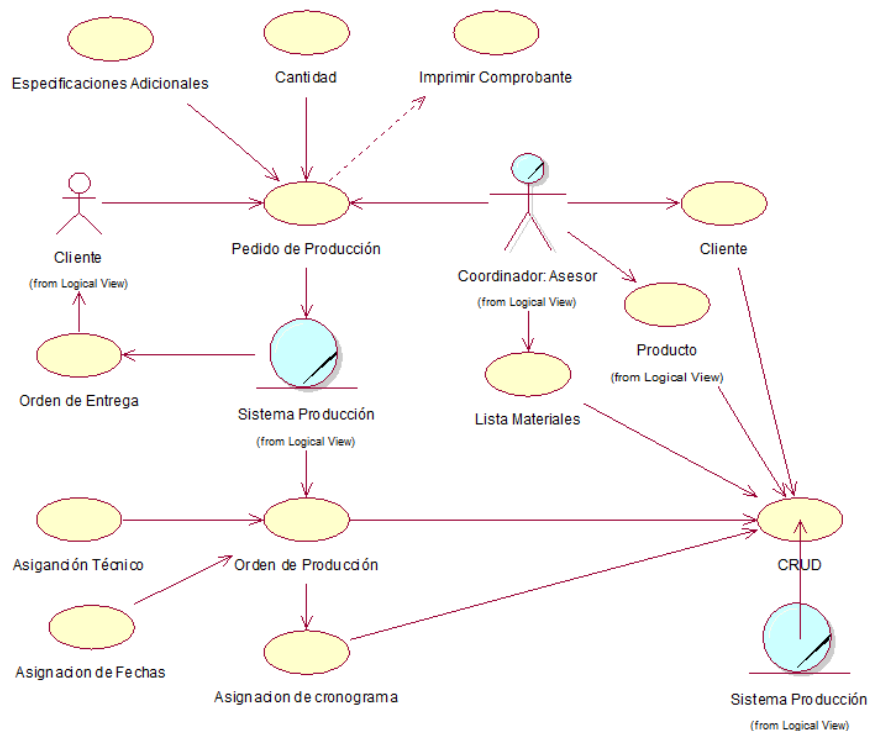 Especificaciones Adicionales
Cantidad
Imprimir Comprobante
Cliente
(from Logical View)
Pedido de Producción
Coordinador: Asesor
(from Logical View)
Cliente
Producto
(from Logical View)
Orden de Entrega
Sistema Producción
(from Logical View)
Lista Materiales
Asiganción Técnico
Orden de Producción
CRUD
Asignacion de Fechas
Asignacion de cronograma
Sistema Producción
(from Logical View)